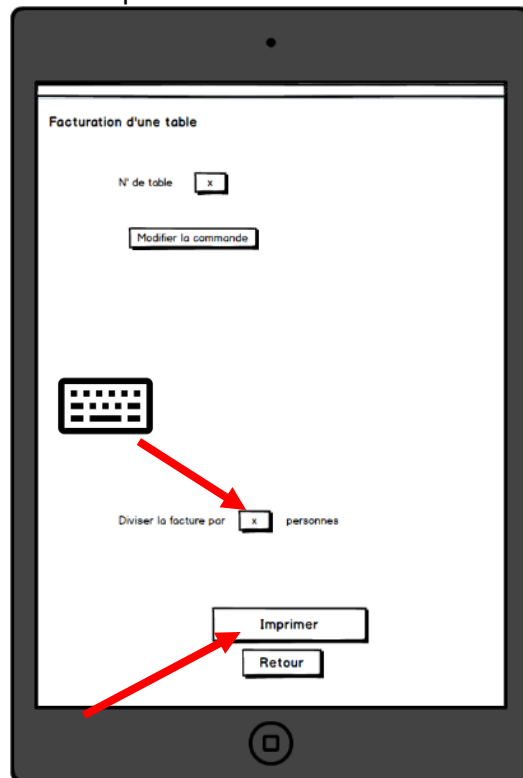 Facturation d'une table
N° de table x
Modifier la commande
Diviser la facture par x personnes
Imprimer
Retour